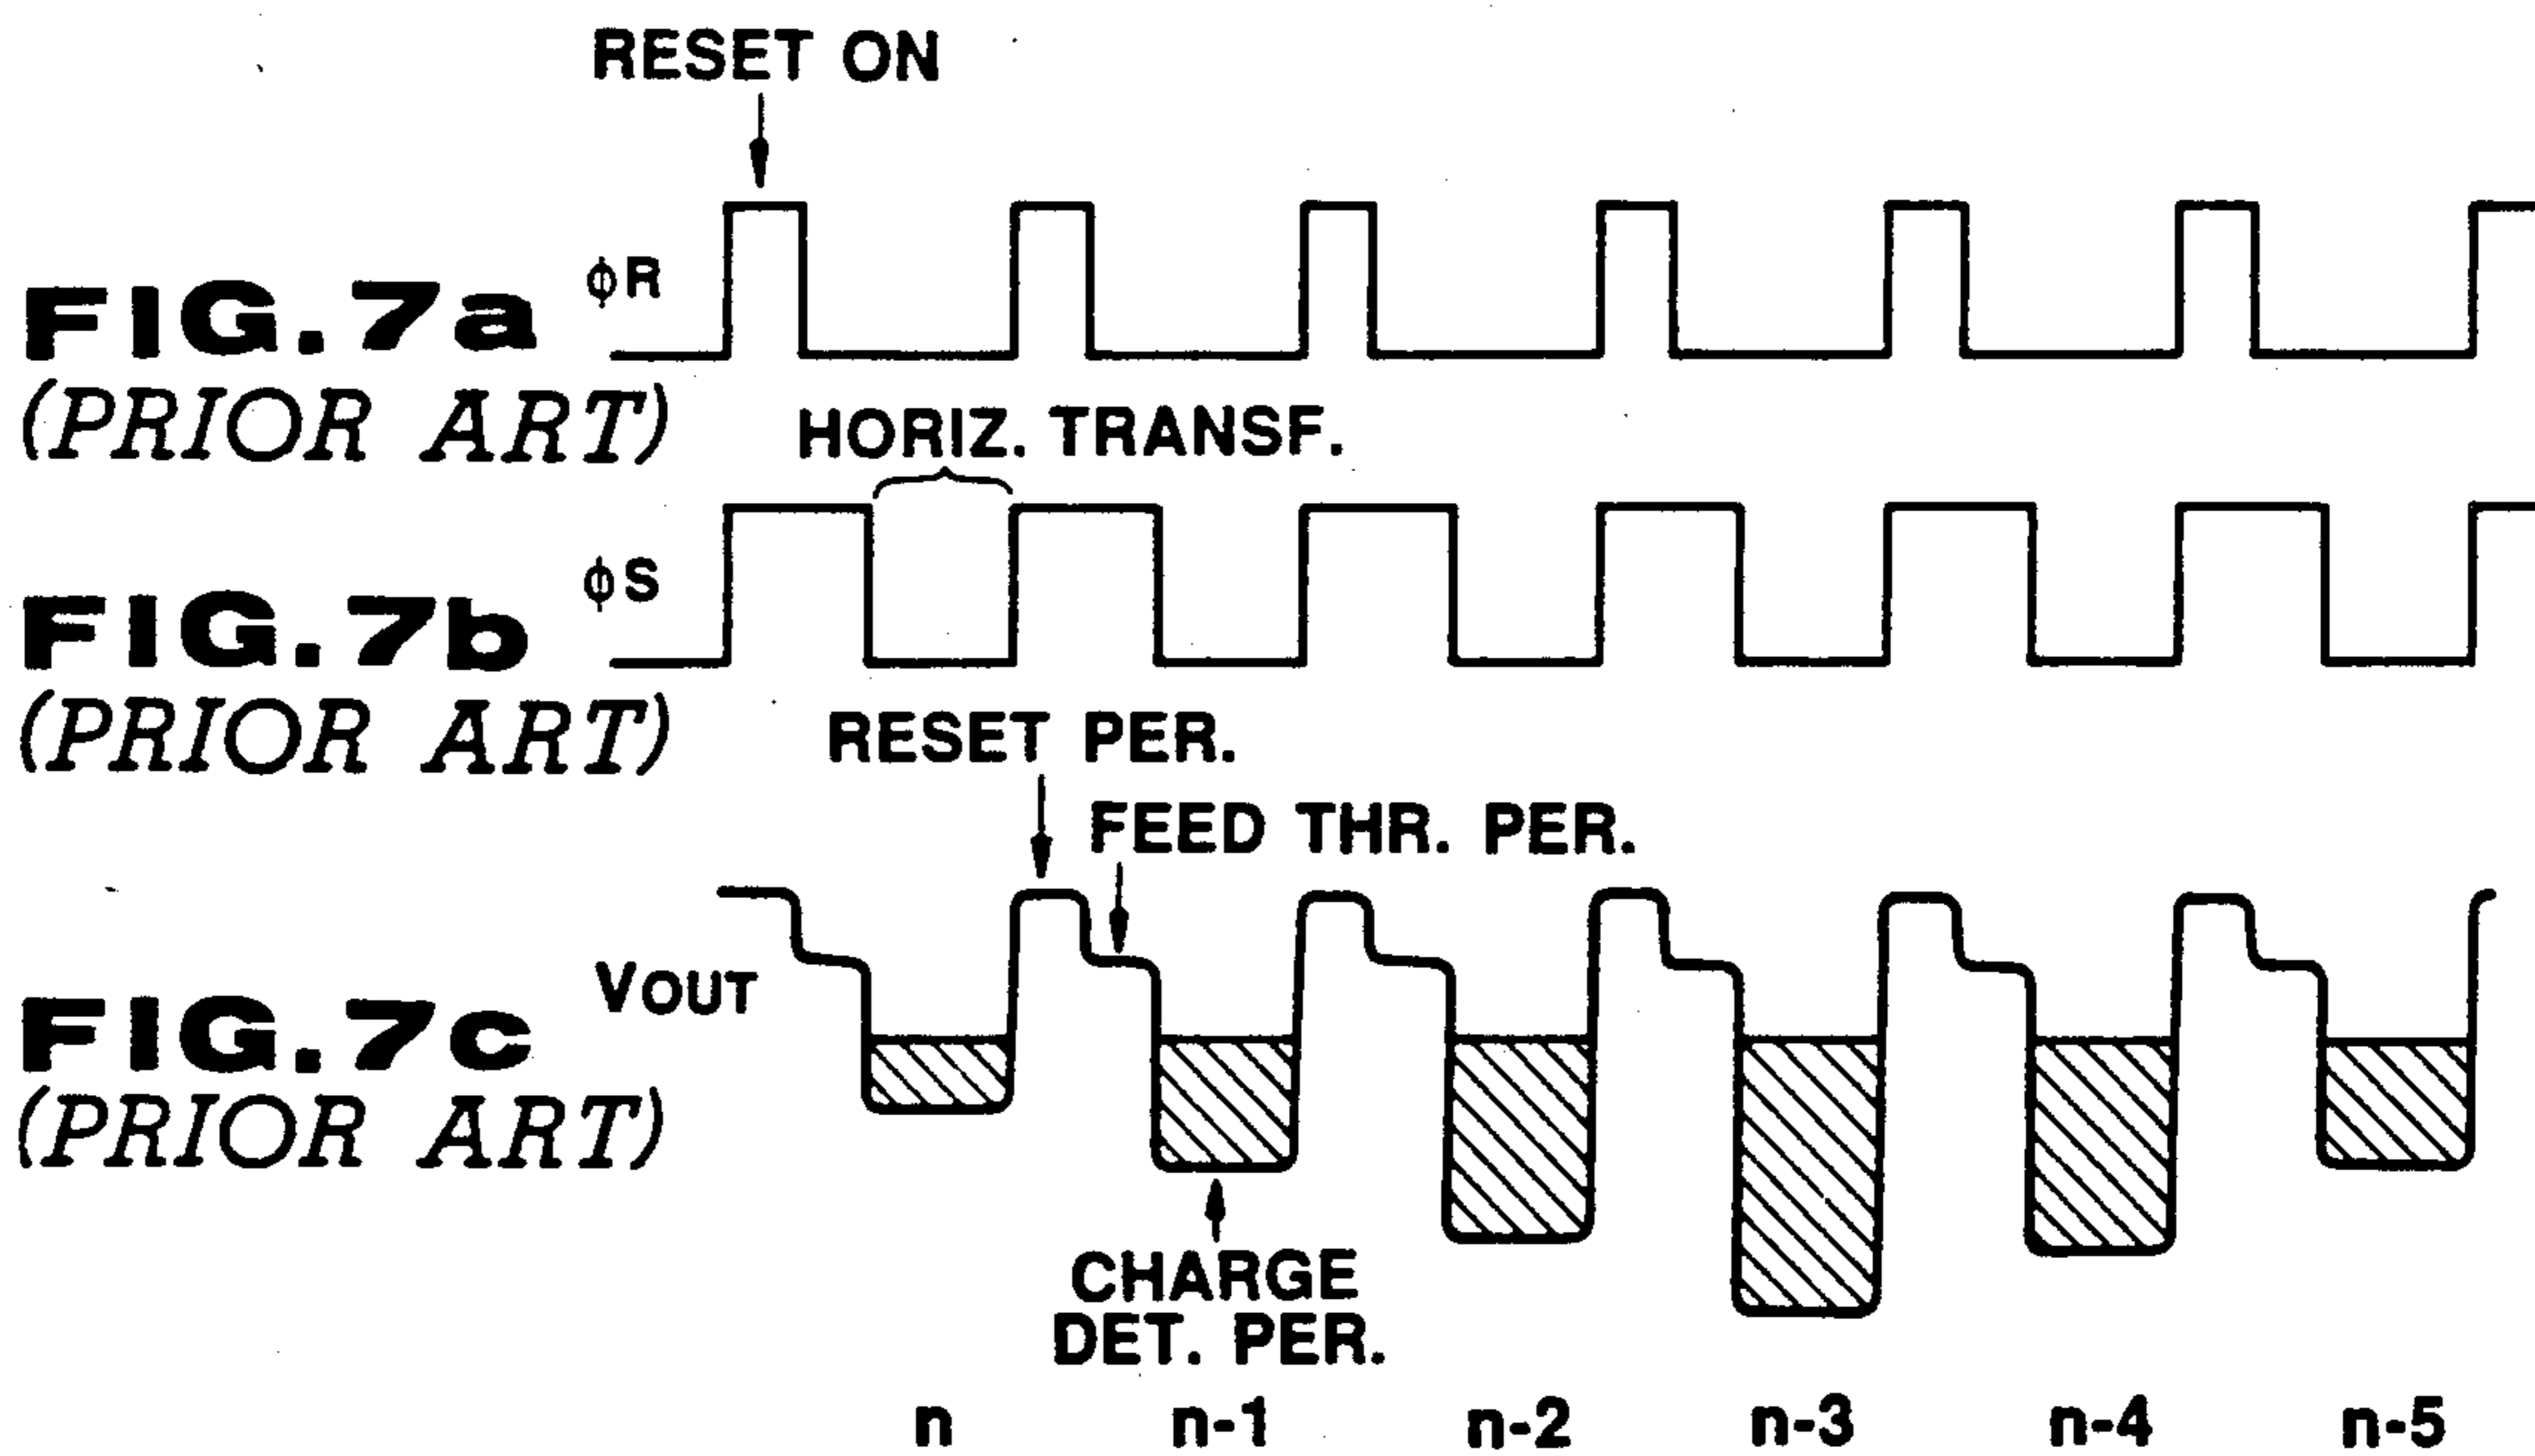 RESET ON
FIG.7a
φR
(PRIOR ART)
HORIZ. TRANSF.
FIG.7b
φS
(PRIOR ART)
RESET PER.
FEED THR. PER.
FIG.7c
VOUT
(PRIOR ART)
CHARGE
DET. PER.
n n-1 n-2 n-3 n-4 n-5